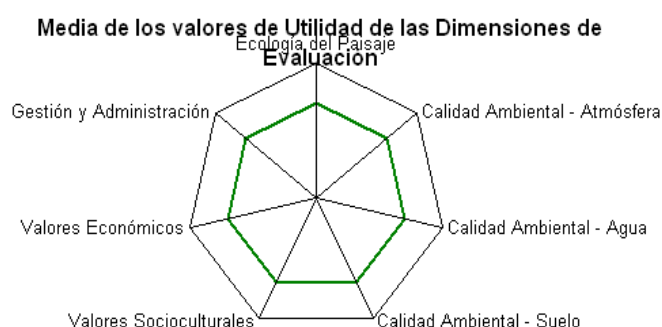 Media de los valores de Utilidad de las Dimensiones de
Evaluación
Ecología del Paisaje
Gestión y Administración
Calidad Ambiental - Atmósfera
Valores Económicos
Calidad Ambiental - Agua
Valores Socioculturales
Calidad Ambiental - Suelo